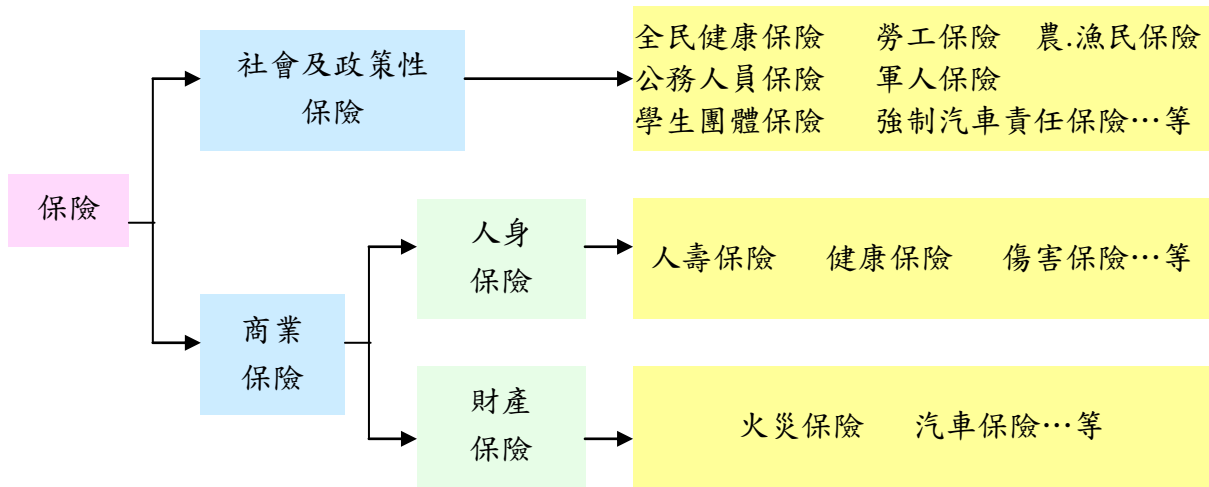 保險
社會及政策性
保險
全民健康保險 勞工保險 農.漁民保險
公務人員保險 軍人保險
學生團體保險 強制汽車責任保險…等
商業
保險
人身
保險
人壽保險 健康保險 傷害保險…等
財產
保險
火災保險 汽車保險…等